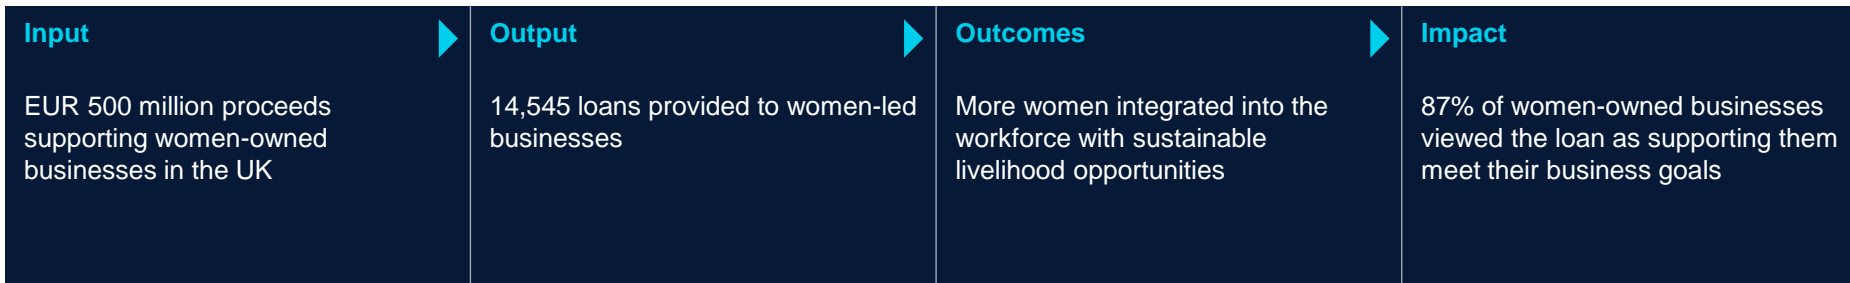 Input
EUR 500 million proceeds
supporting women-owned
businesses in the UK
Output
14,545 loans provided to women-led
businesses
Outcomes
More women integrated into the
workforce with sustainable
livelihood opportunities
Impact
87% of women-owned businesses
viewed the loan as supporting them
meet their business goals